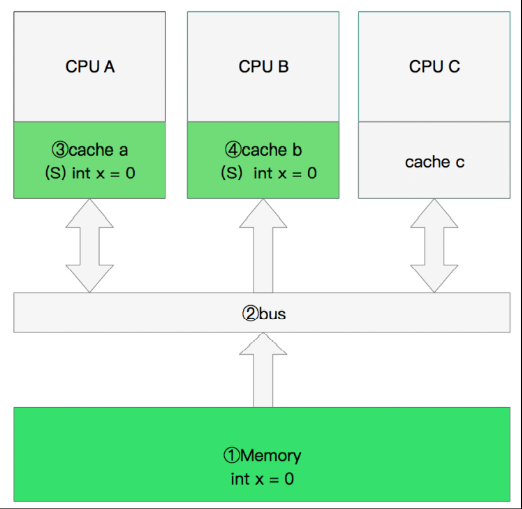 CPU A
CPU B
CPU C
③cache a
(S) int x = 0
④cache b
(S) int x = 0
cache c
②bus
①Memory
int x = 0